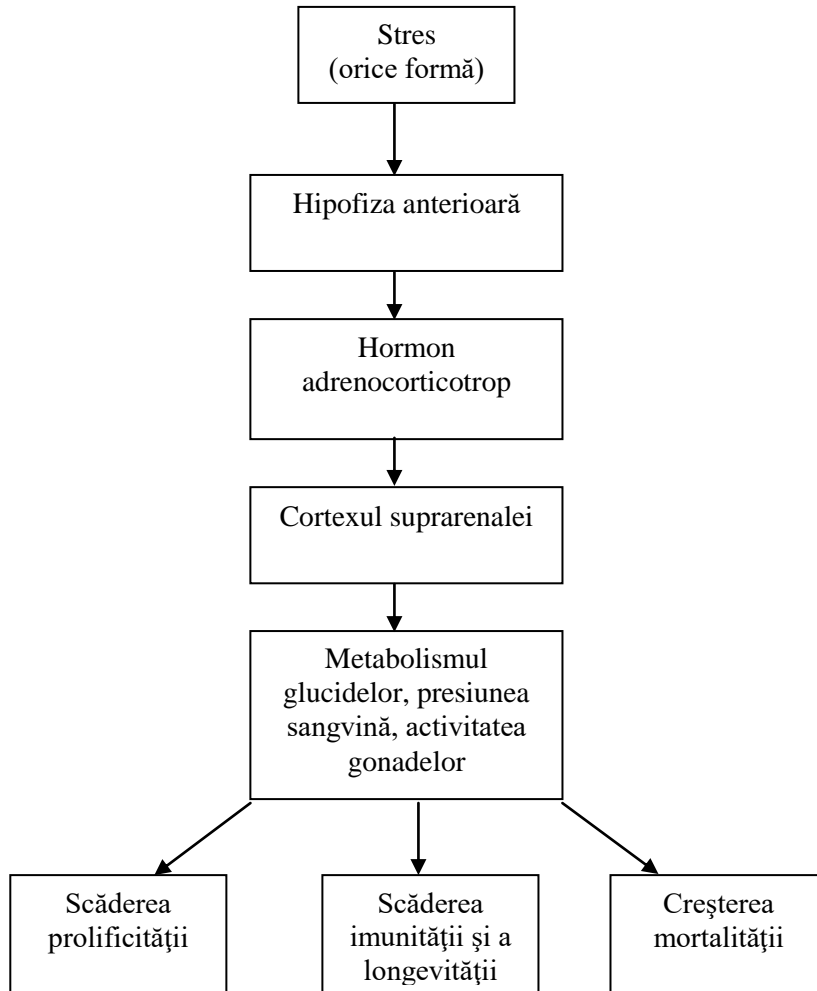 Stres
(orice formă)
Hipofiza anterioară
Hormon
adrenocorticotrop
Cortexul suprarenalei
Metabolismul
glucidelor, presiunea
sangvină, activitatea
gonadelor
Scăderea
prolificităţii
Scăderea
imunităţii şi a
longevităţii
Creşterea
mortalităţii